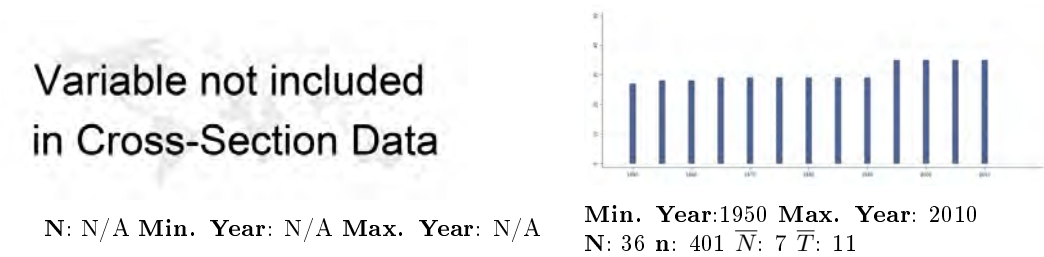 Variable not included
in Cross-Section Data
N: N/A Min. Year: N/A Max. Year: N/A
Min. Year:1950 Max. Year: 2010
N: 36 n: 401 N̅: 7 T̅: 11